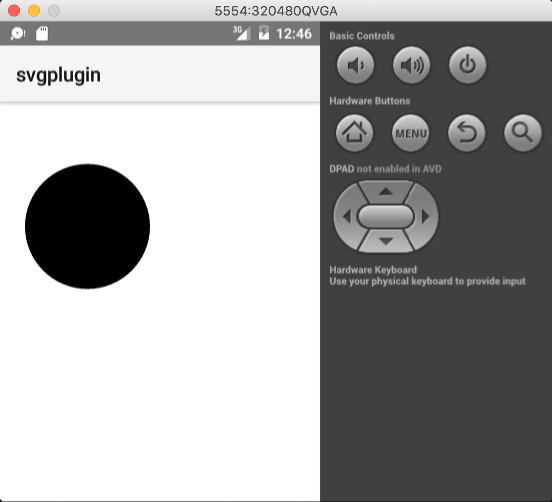 5554:320480QVGA
3G
12:46
svgplugin
Basic Controls
Hardware Buttons
MENU
DPAD not enabled in AVD
Hardware Keyboard
Use your physical keyboard to provide input